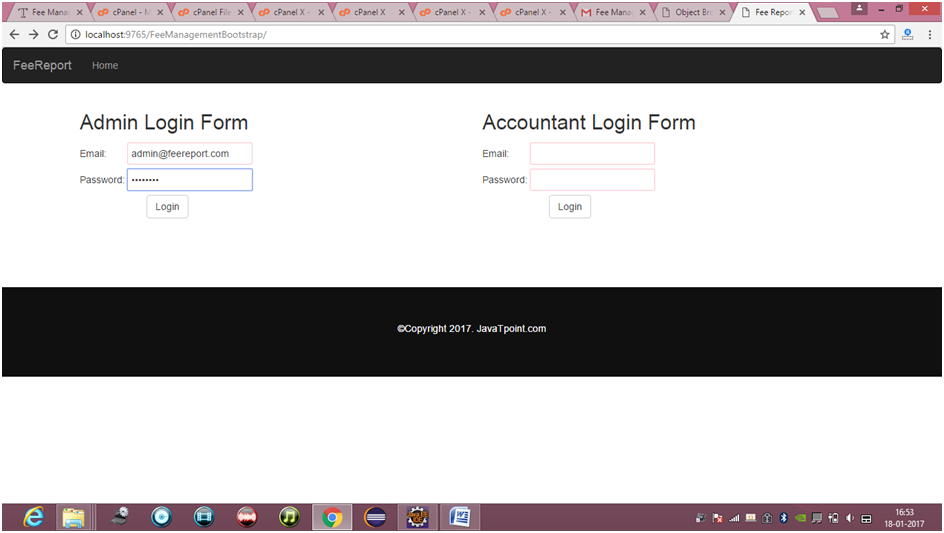 Fee Mana
cPanel - M
cPanel File
cPanel X -
cPanel X
cPanel X -
cPanel X -
Fee Mana
Object Bro
Fee Repor
localhost:9765/FeeManagementBootstrap/
FeeReport Home
Admin Login Form
Email: admin@feereport.com
Password: ••••••••
Login
Accountant Login Form
Email:
Password:
Login
©Copyright 2017. JavaTpoint.com
16:53
18-01-2017